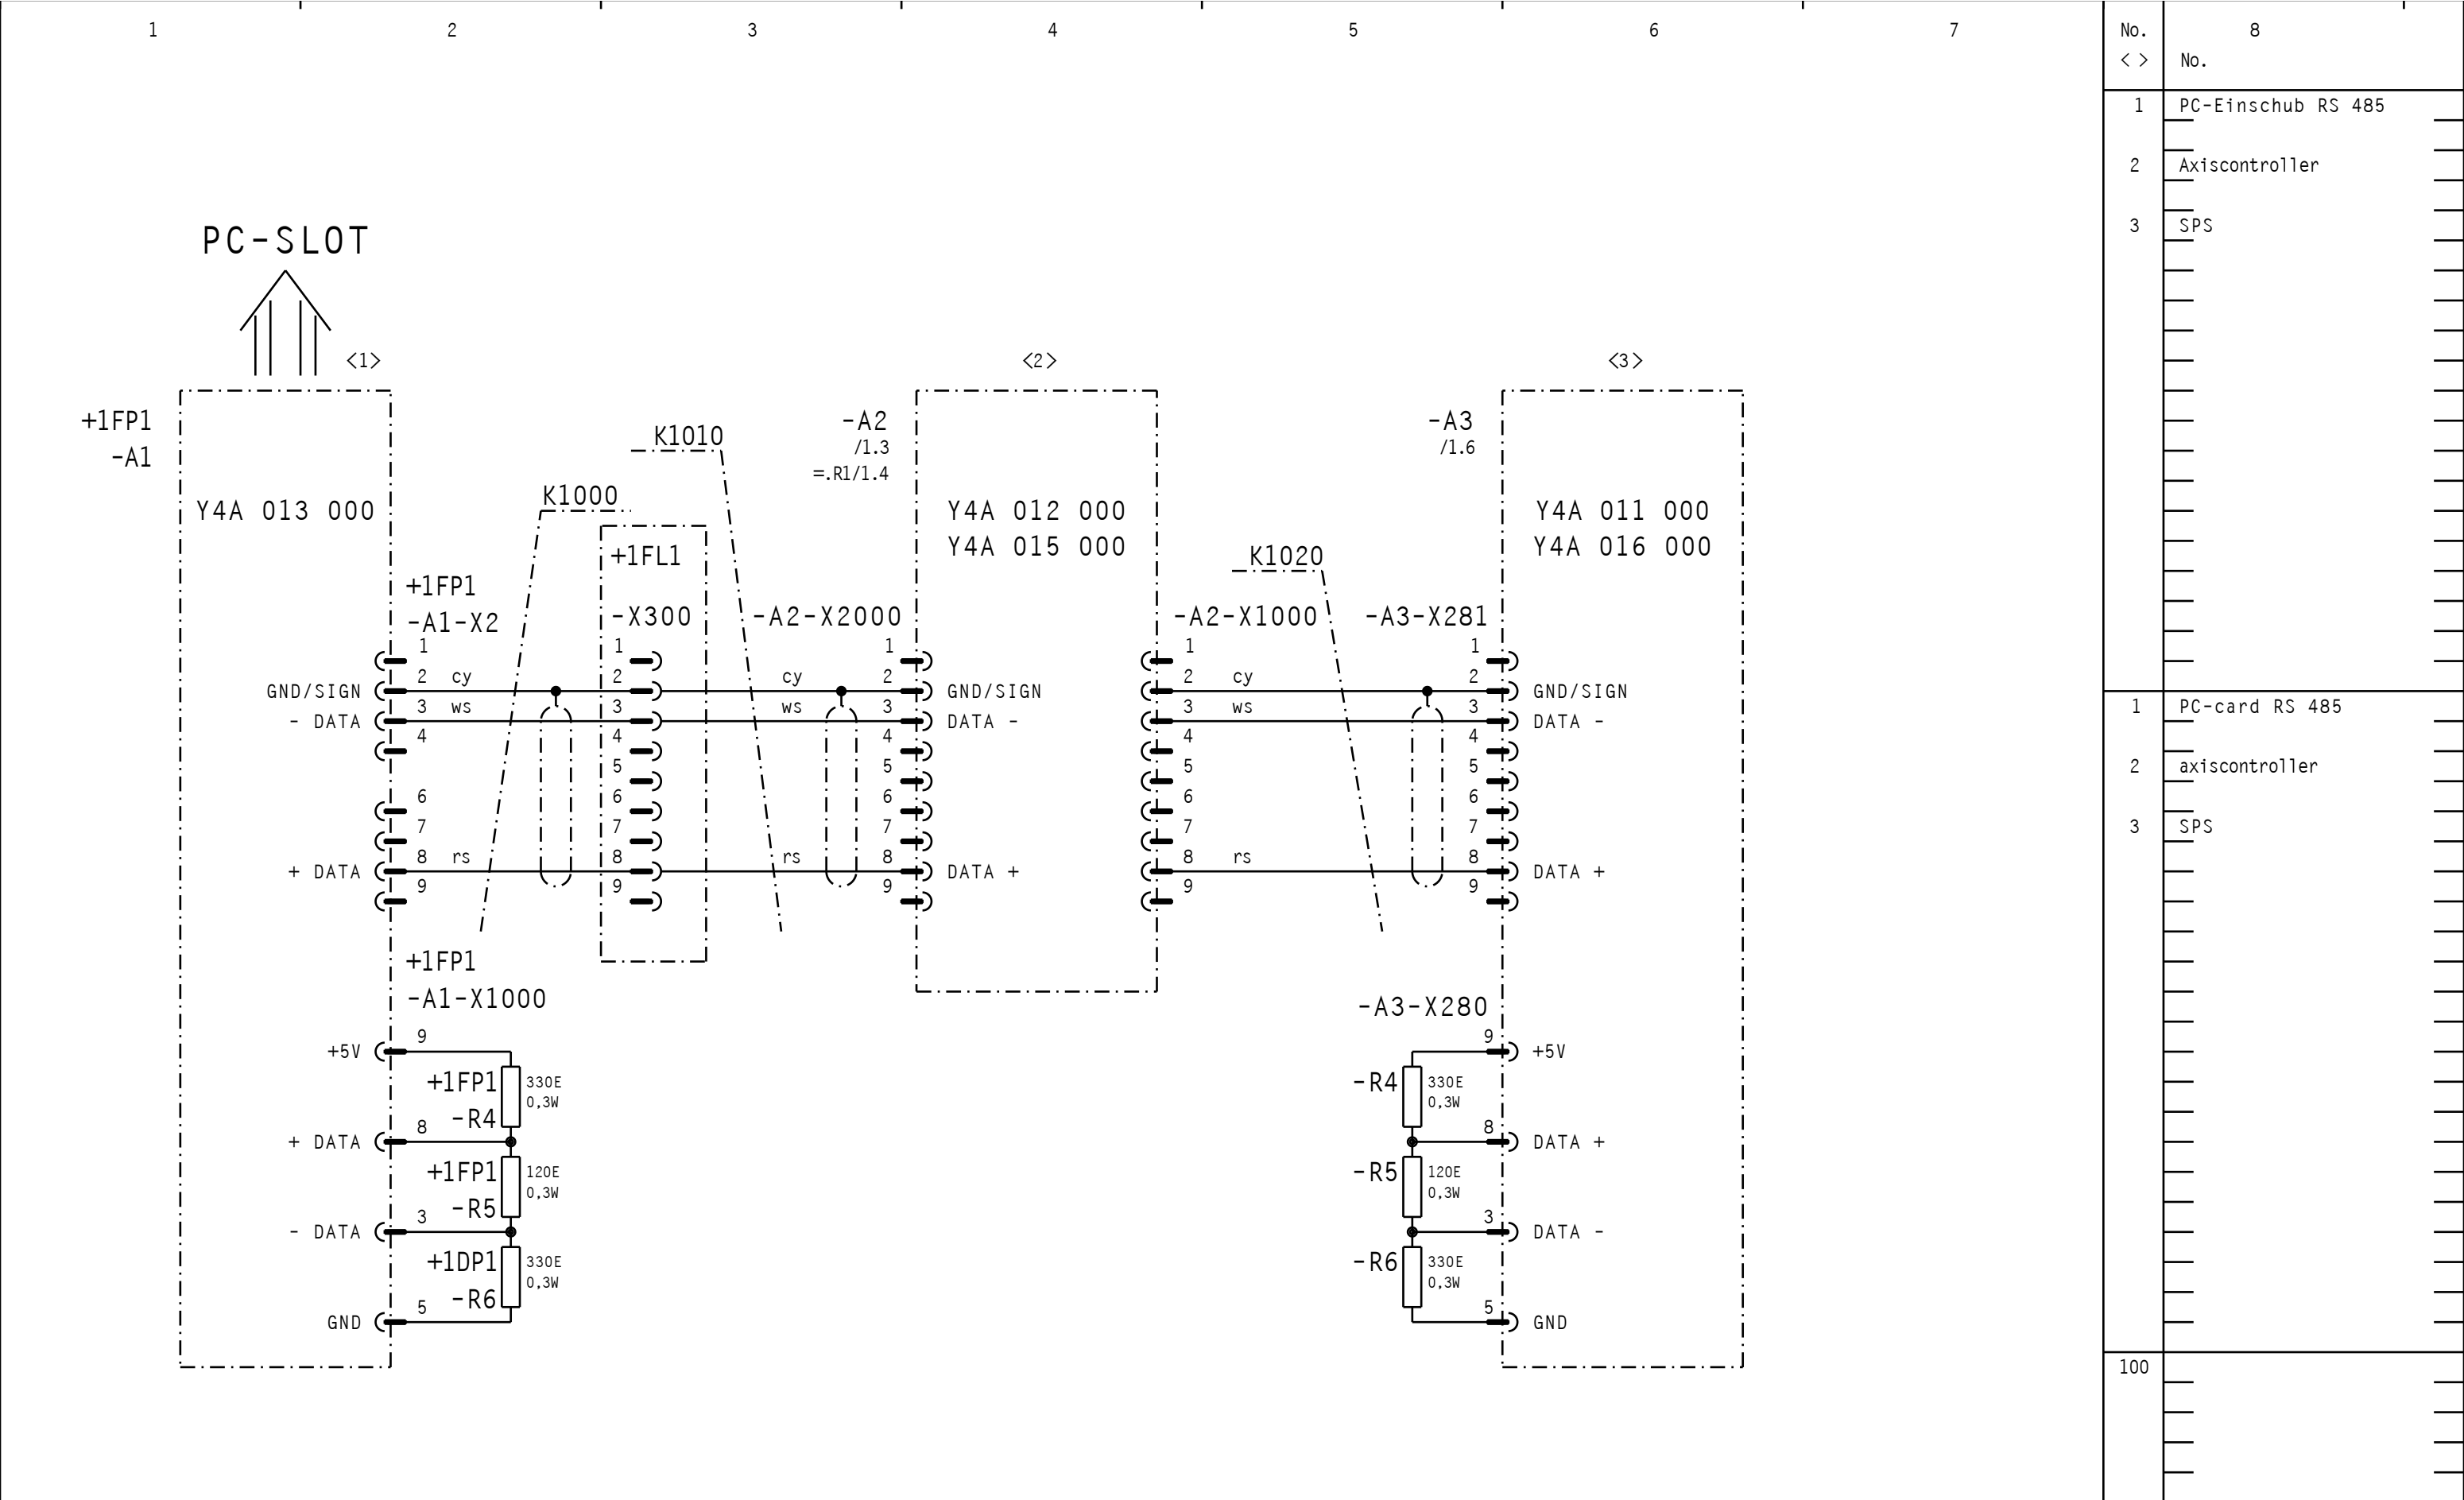 1 2 3 4 5 6 7 No. 8
< > No.
1 PC-Einschub RS 485
2 Axiscontroller
3 SPS
1 PC-card RS 485
2 axiscontroller
3 SPS
100
PC-SLOT
<1>
+1FP1
-A1
Y4A 013 000
+1FP1
-A1-X2
1
GND/SIGN 2 cy
- DATA 3 ws
4
6
7
+ DATA 8 rs
9
K1000
+1FL1
-X300
1
2
3
4
5
6
7
8
9
K1010
<2>
-A2
/1.3
=.R1/1.4
Y4A 012 000
Y4A 015 000
-A2-X2000
1
cy 2 GND/SIGN
ws 3 DATA -
4
5
6
7
rs 8 DATA +
9
-A2-X1000
1
2 cy
3 ws
4
5
6
7
8 rs
9
K1020
<3>
-A3
/1.6
Y4A 011 000
Y4A 016 000
-A3-X281
1
2 GND/SIGN
3 DATA -
4
5
6
7
8 DATA +
9
+1FP1
-A1-X1000
+5V 9
+1FP1 330E
-R4 0,3W
+ DATA 8
+1FP1 120E
-R5 0,3W
- DATA 3
+1DP1 330E
-R6 0,3W
GND 5
-A3-X280
9 +5V
-R4 330E
0,3W
8 DATA +
-R5 120E
0,3W
3 DATA -
-R6 330E
0,3W
5 GND